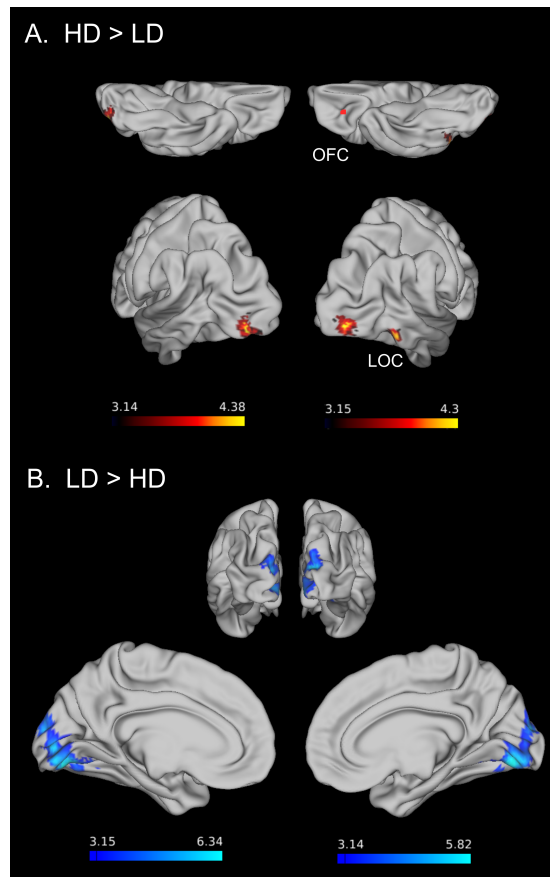 A. HD > LD
OFC
LOC
3.14 4.38
3.15 4.3
B. LD > HD
3.15 6.34
3.14 5.82